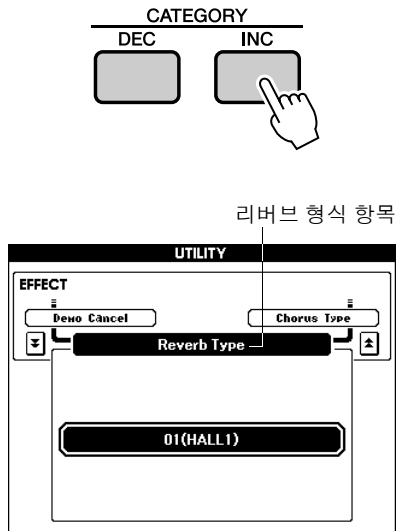 CATEGORY
DEC INC
리버브 형식 항목
UTILITY
EFFECT
Demo Cancel Chorus Type
Reverb Type
01(HALL1)